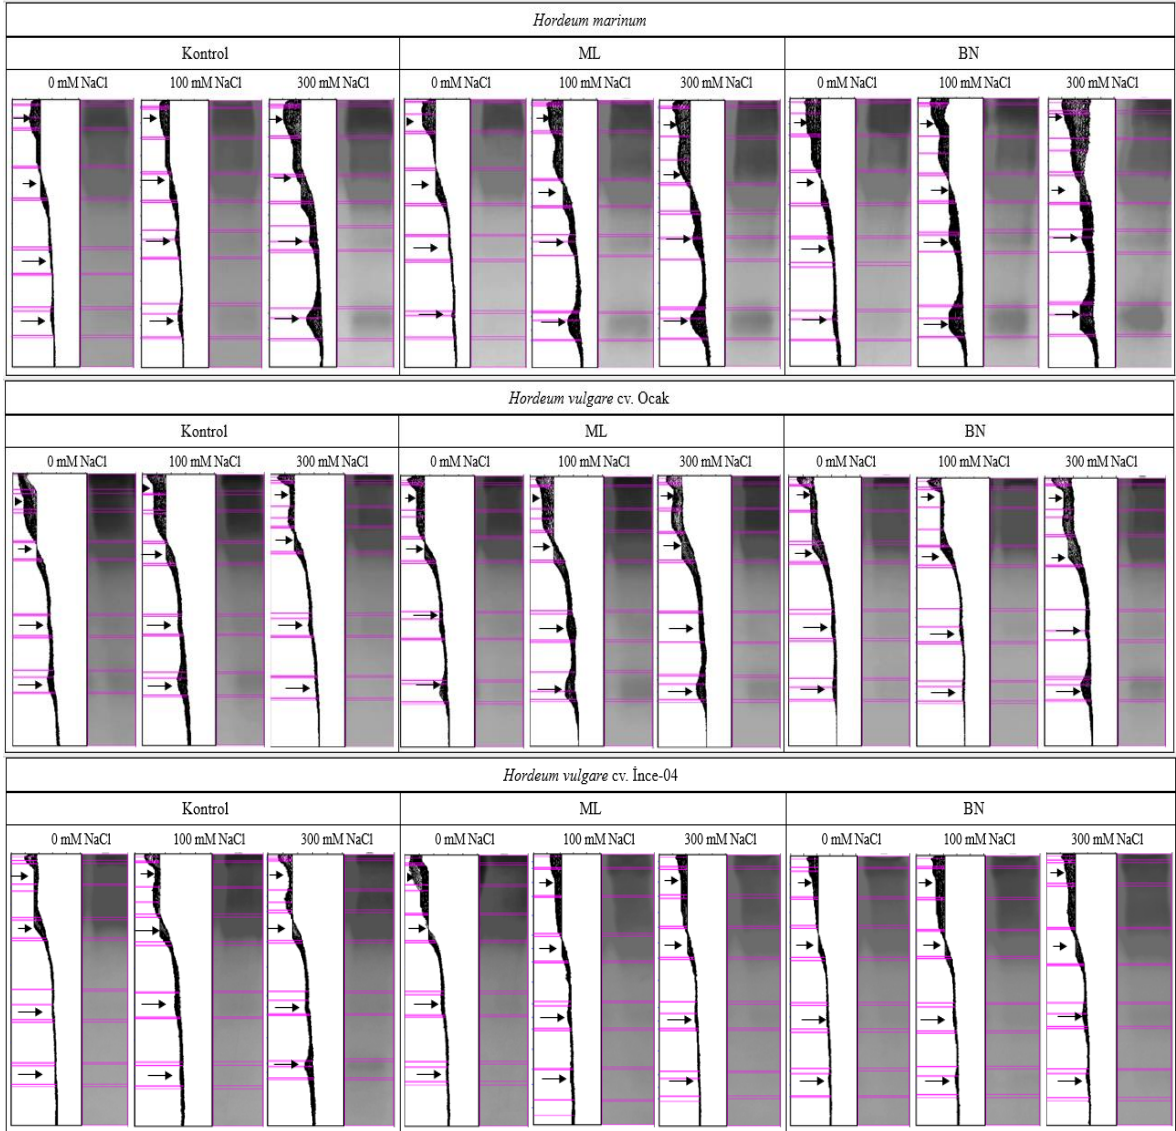 Hordeum marinum
Kontrol ML BN
0 mM NaCl 100 mM NaCl 300 mM NaCl 0 mM NaCl 100 mM NaCl 300 mM NaCl 0 mM NaCl 100 mM NaCl 300 mM NaCl
Hordeum vulgare cv. Ocak
Kontrol ML BN
0 mM NaCl 100 mM NaCl 300 mM NaCl 0 mM NaCl 100 mM NaCl 300 mM NaCl 0 mM NaCl 100 mM NaCl 300 mM NaCl
Hordeum vulgare cv. İnce-04
Kontrol ML BN
0 mM NaCl 100 mM NaCl 300 mM NaCl 0 mM NaCl 100 mM NaCl 300 mM NaCl 0 mM NaCl 100 mM NaCl 300 mM NaCl